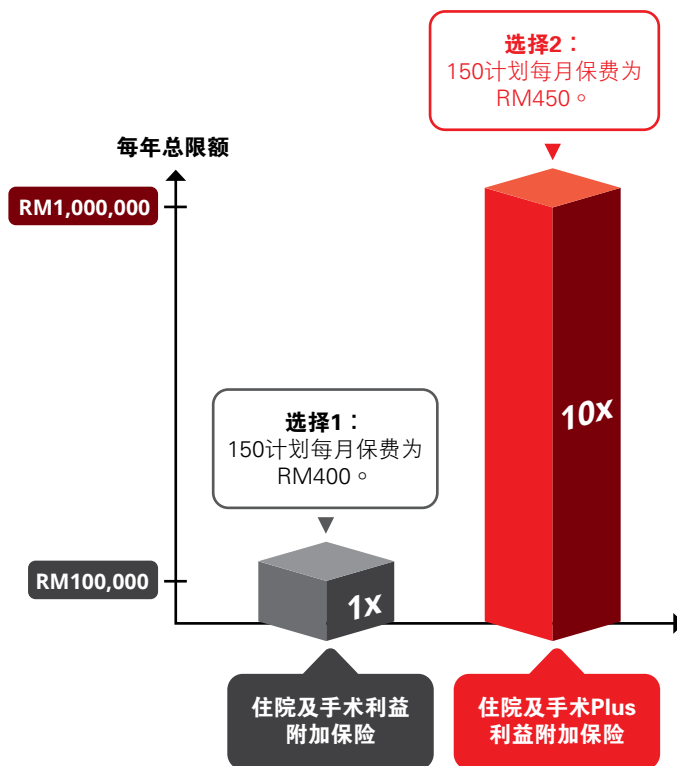 选择2：
150计划每月保费为
RM450。
每年总限额
RM1,000,000
10x
选择1：
150计划每月保费为
RM400。
RM100,000
1x
住院及手术利益
附加保险
住院及手术Plus
利益附加保险